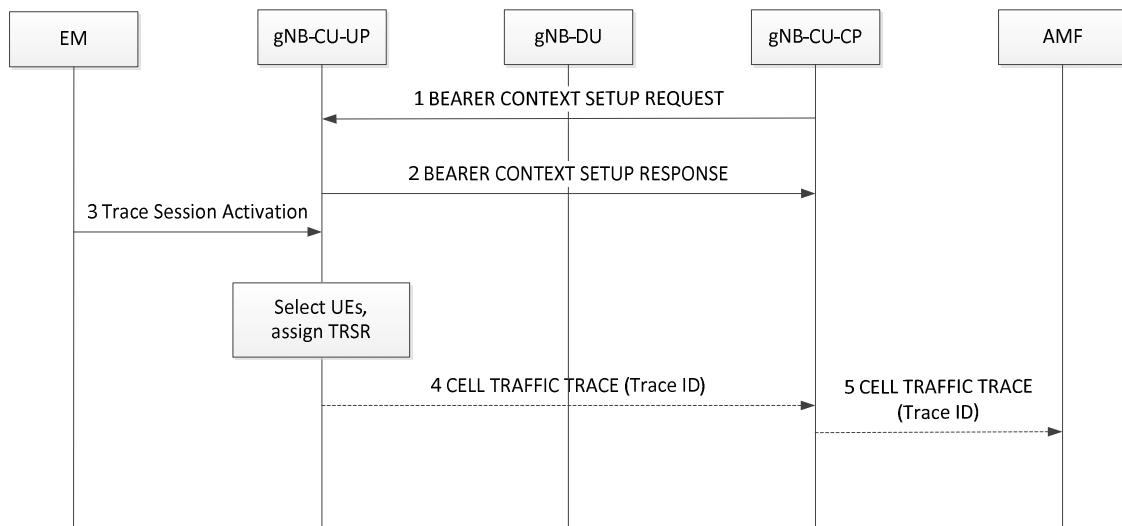 EM
gNB-CU-UP
gNB-DU
gNB-CU-CP
AMF
1 BEARER CONTEXT SETUP REQUEST
2 BEARER CONTEXT SETUP RESPONSE
3 Trace Session Activation
Select UEs,
assign TRSR
4 CELL TRAFFIC TRACE (Trace ID)
5 CELL TRAFFIC TRACE
(Trace ID)